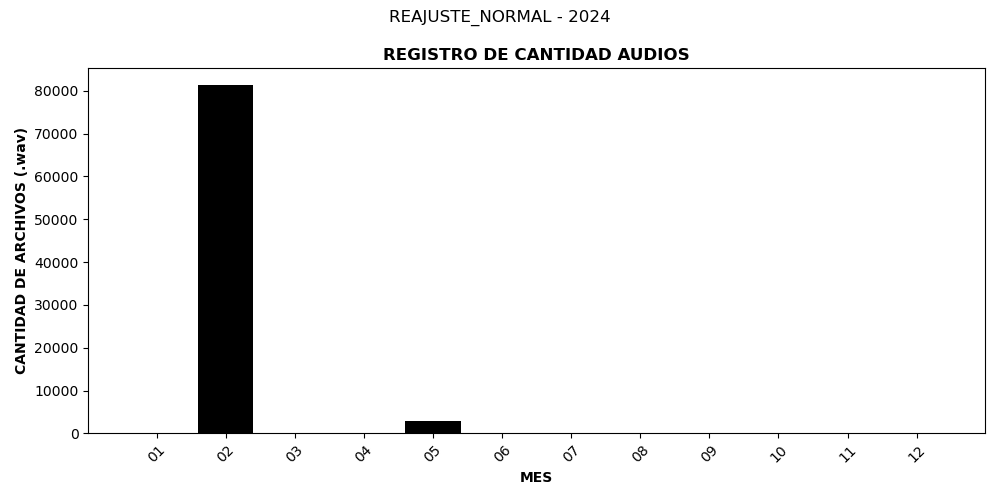 REAJUSTE_NORMAL - 2024
REGISTRO DE CANTIDAD AUDIOS
CANTIDAD DE ARCHIVOS (.wav)
80000
70000
60000
50000
40000
30000
20000
10000
0
01 02 03 04 05 06 07 08 09 10 11 12
MES